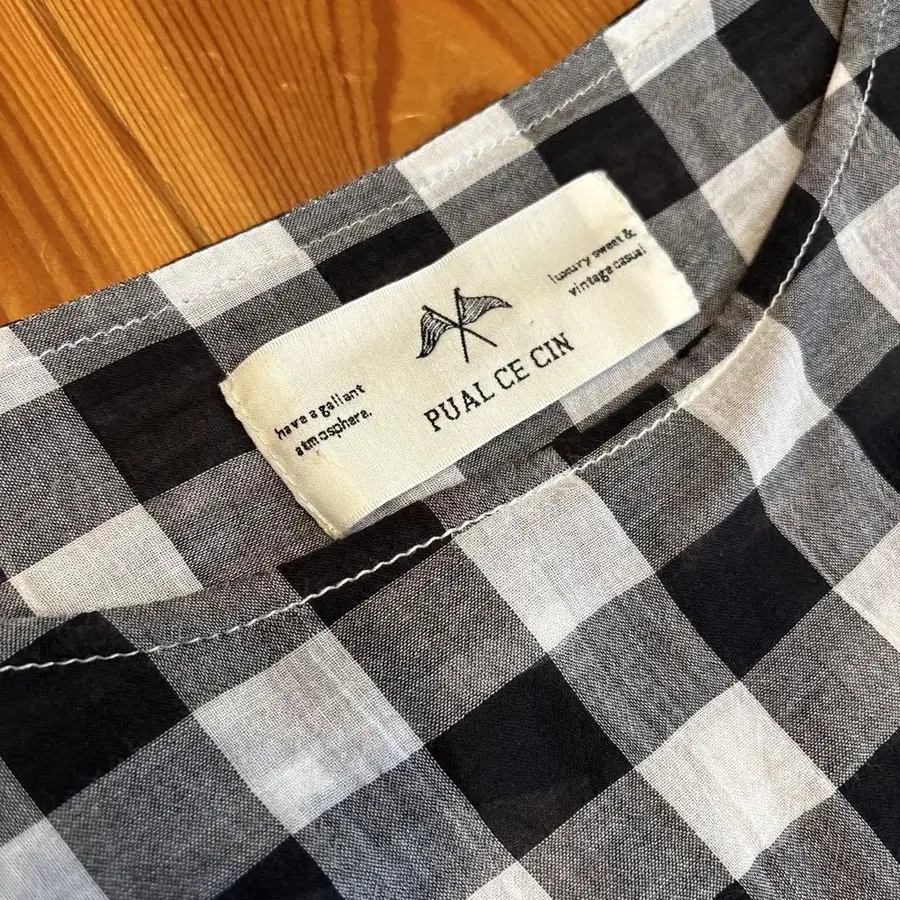 have a gallant
atmosphere.
PUAL CE CIN
luxury sweet &
vintage casual